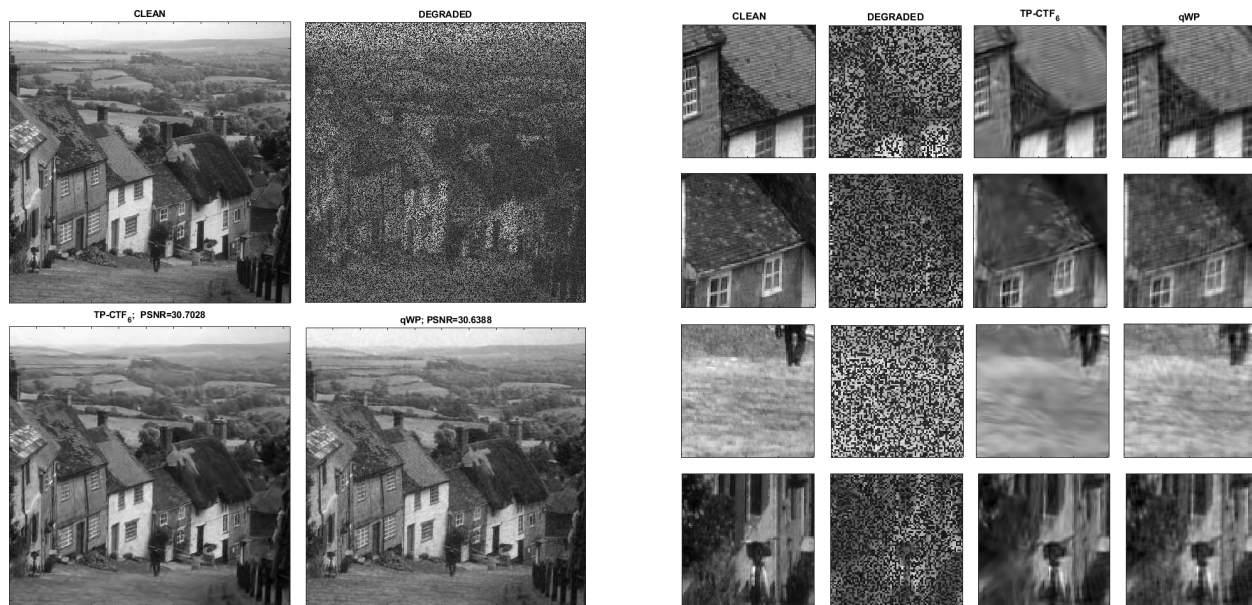 CLEAN
DEGRADED
TP-CTF6; PSNR=30.7028
qWP; PSNR=30.6388
CLEAN
DEGRADED
TP-CTF6
qWP